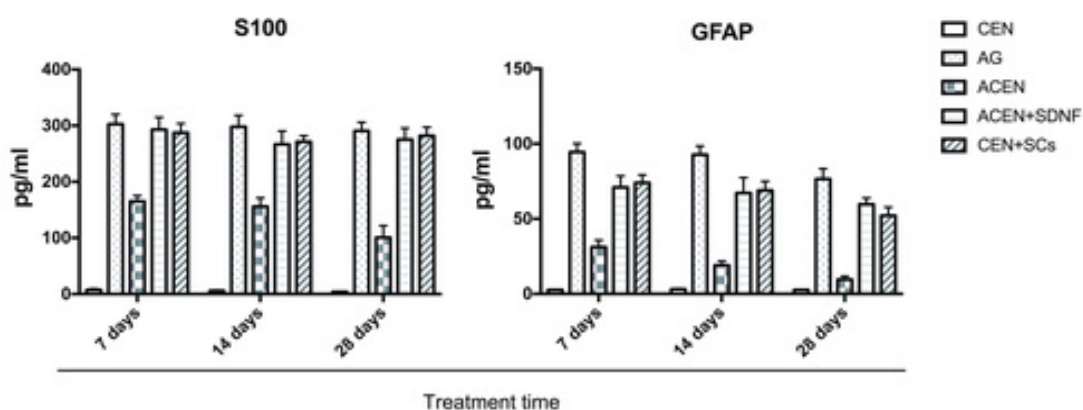 S100
400
300
200
100
0
pg/ml
7 days
14 days
28 days
GFAP
150
100
50
0
pg/ml
7 days
14 days
28 days
CEN
AG
ACEN
ACEN+SDNF
CEN+SCs
Treatment time